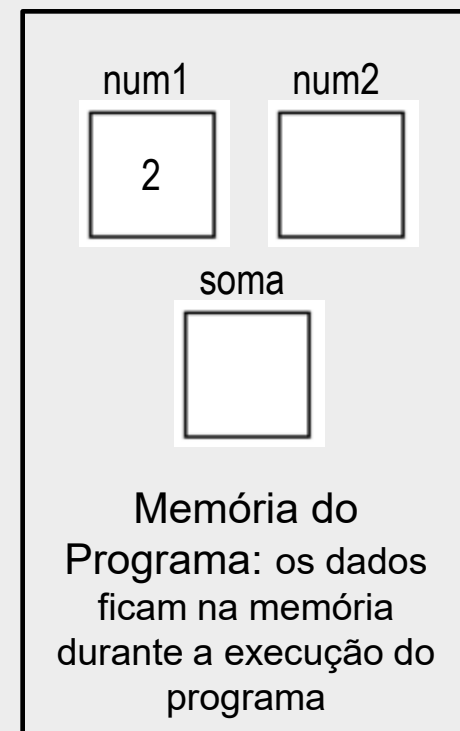 num1 num2
2
soma
Memória do
Programa: os dados
ficam na memória
durante a execução do
programa